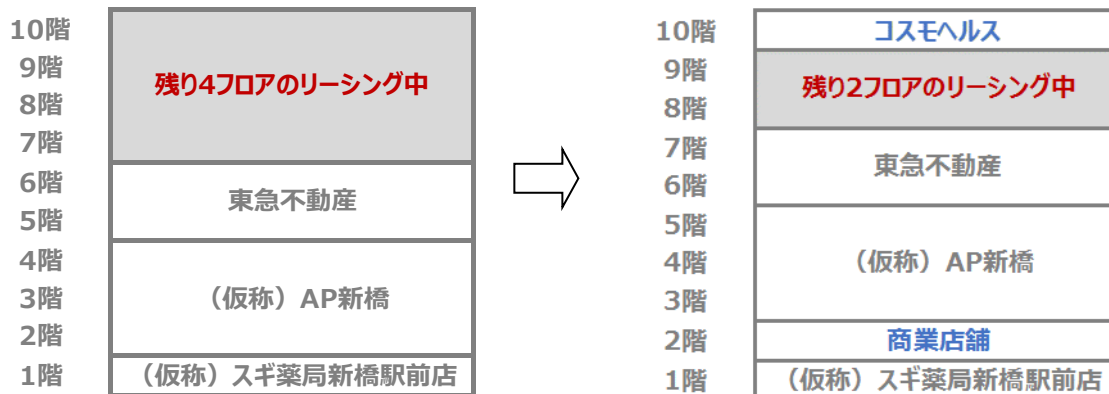 10階
9階
8階
7階
6階
5階
4階
3階
2階
1階
残り4フロアのリーシング中
東急不動産
（仮称）AP新橋
（仮称）スギ薬局新橋駅前店
10階
9階
8階
7階
6階
5階
4階
3階
2階
1階
コスモヘルス
残り2フロアのリーシング中
東急不動産
（仮称）AP新橋
商業店舗
（仮称）スギ薬局新橋駅前店